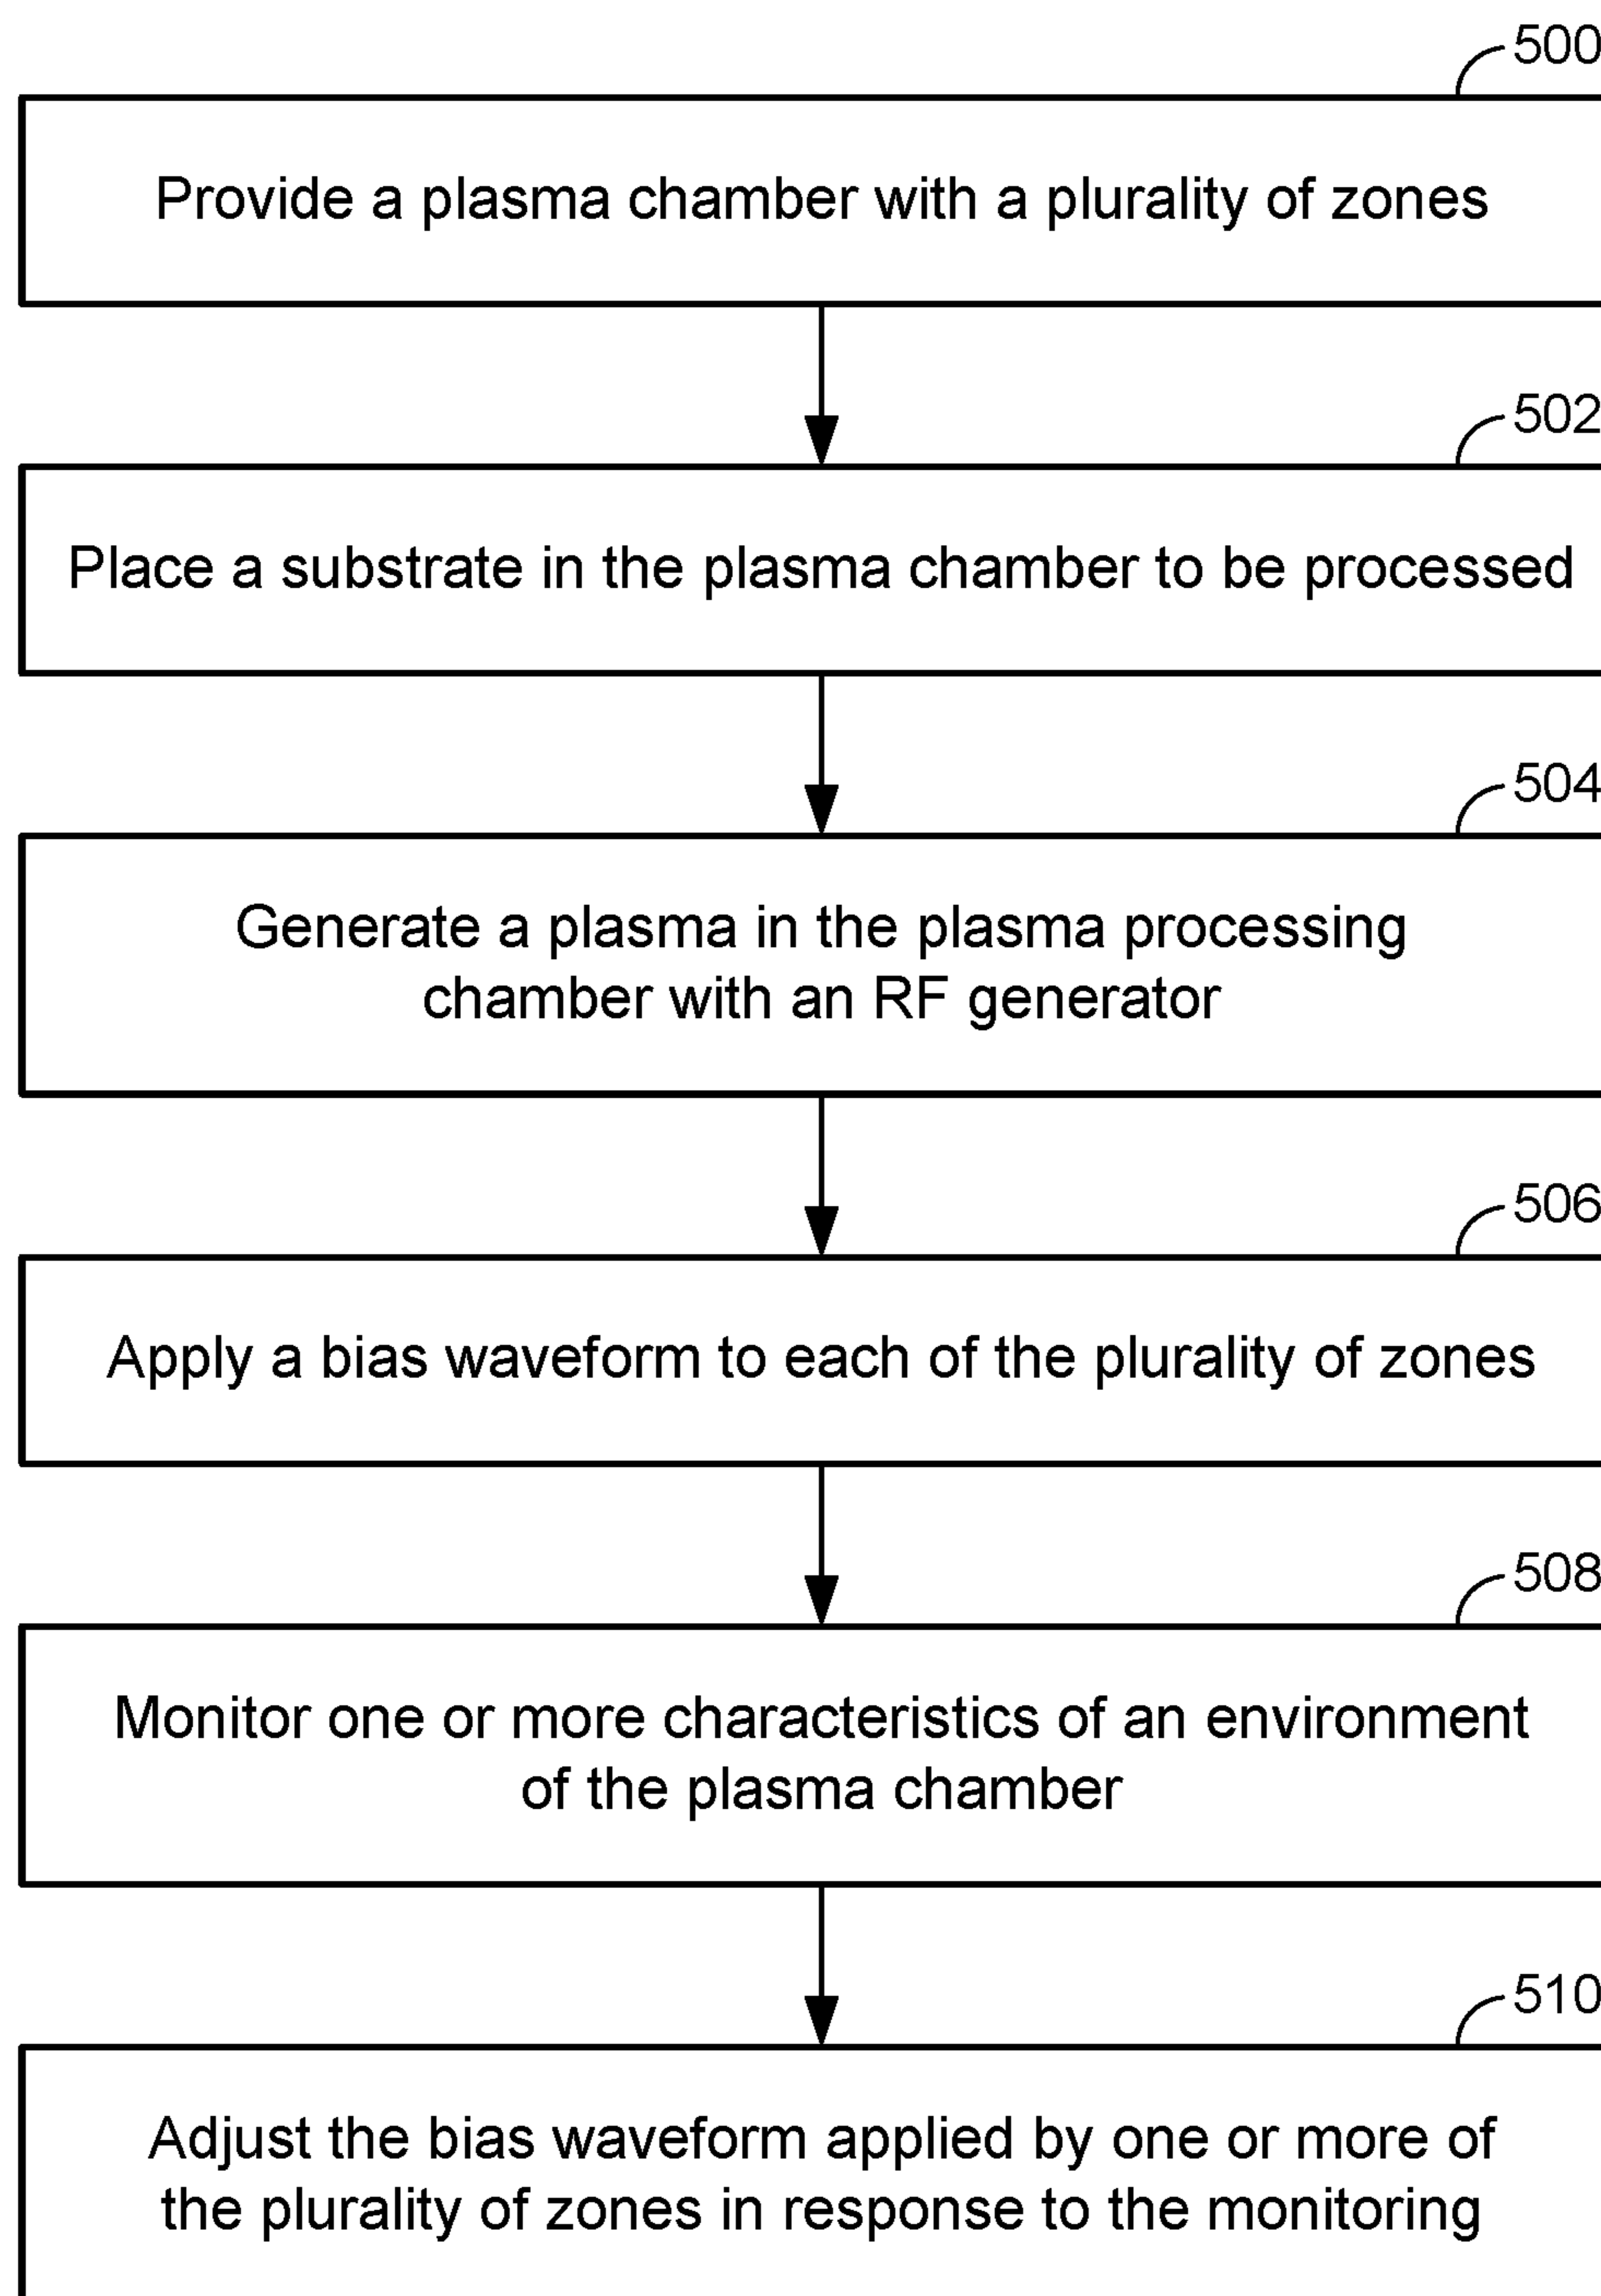 500
Provide a plasma chamber with a plurality of zones
502
Place a substrate in the plasma chamber to be processed
504
Generate a plasma in the plasma processing
chamber with an RF generator
506
Apply a bias waveform to each of the plurality of zones
508
Monitor one or more characteristics of an environment
of the plasma chamber
510
Adjust the bias waveform applied by one or more of
the plurality of zones in response to the monitoring